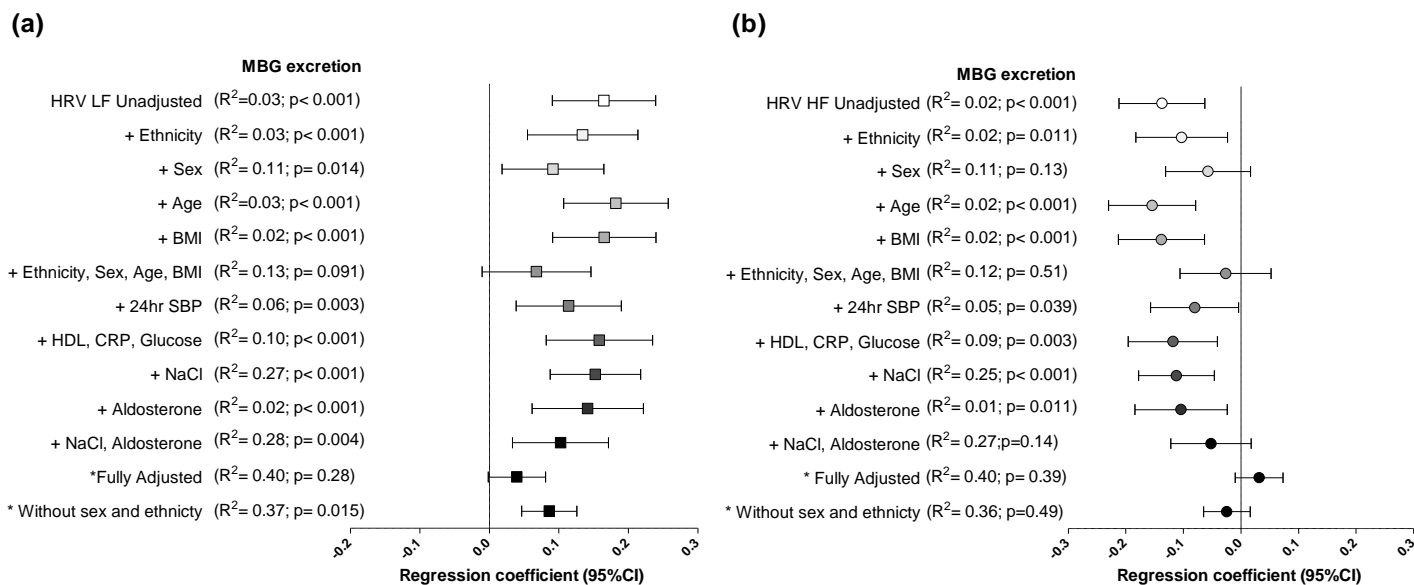 (a)
MBG excretion
HRV LF Unadjusted (R²=0.03; p< 0.001)
+ Ethnicity (R²= 0.03; p< 0.001)
+ Sex (R²= 0.11; p= 0.014)
+ Age (R²=0.03; p< 0.001)
+ BMI (R²= 0.02; p< 0.001)
+ Ethnicity, Sex, Age, BMI (R²= 0.13; p= 0.091)
+ 24hr SBP (R²= 0.06; p= 0.003)
+ HDL, CRP, Glucose (R²= 0.10; p< 0.001)
+ NaCl (R²= 0.27; p< 0.001)
+ Aldosterone (R²= 0.02; p< 0.001)
+ NaCl, Aldosterone (R²= 0.28; p= 0.004)
*Fully Adjusted (R²= 0.40; p= 0.28)
* Without sex and ethnicty (R²= 0.37; p= 0.015)
-0.2 0.0 0.1 0.2 0.3
Regression coefficient (95%CI)
(b)
MBG excretion
HRV HF Unadjusted (R²= 0.02; p< 0.001)
+ Ethnicity (R²= 0.02; p= 0.011)
+ Sex (R²= 0.11; p= 0.13)
+ Age (R²= 0.02; p< 0.001)
+ BMI (R²= 0.02; p< 0.001)
+ Ethnicity, Sex, Age, BMI (R²= 0.12; p= 0.51)
+ 24hr SBP (R²= 0.05; p= 0.039)
+ HDL, CRP, Glucose (R²= 0.09; p= 0.003)
+ NaCl (R²= 0.25; p< 0.001)
+ Aldosterone (R²= 0.01; p= 0.011)
+ NaCl, Aldosterone (R²= 0.27;p=0.14)
* Fully Adjusted (R²= 0.40; p= 0.39)
* Without sex and ethnicty (R²= 0.36; p=0.49)
-0.3 -0.2 -0.1 0.0 0.1 0.2 0.3
Regression coefficient (95%CI)